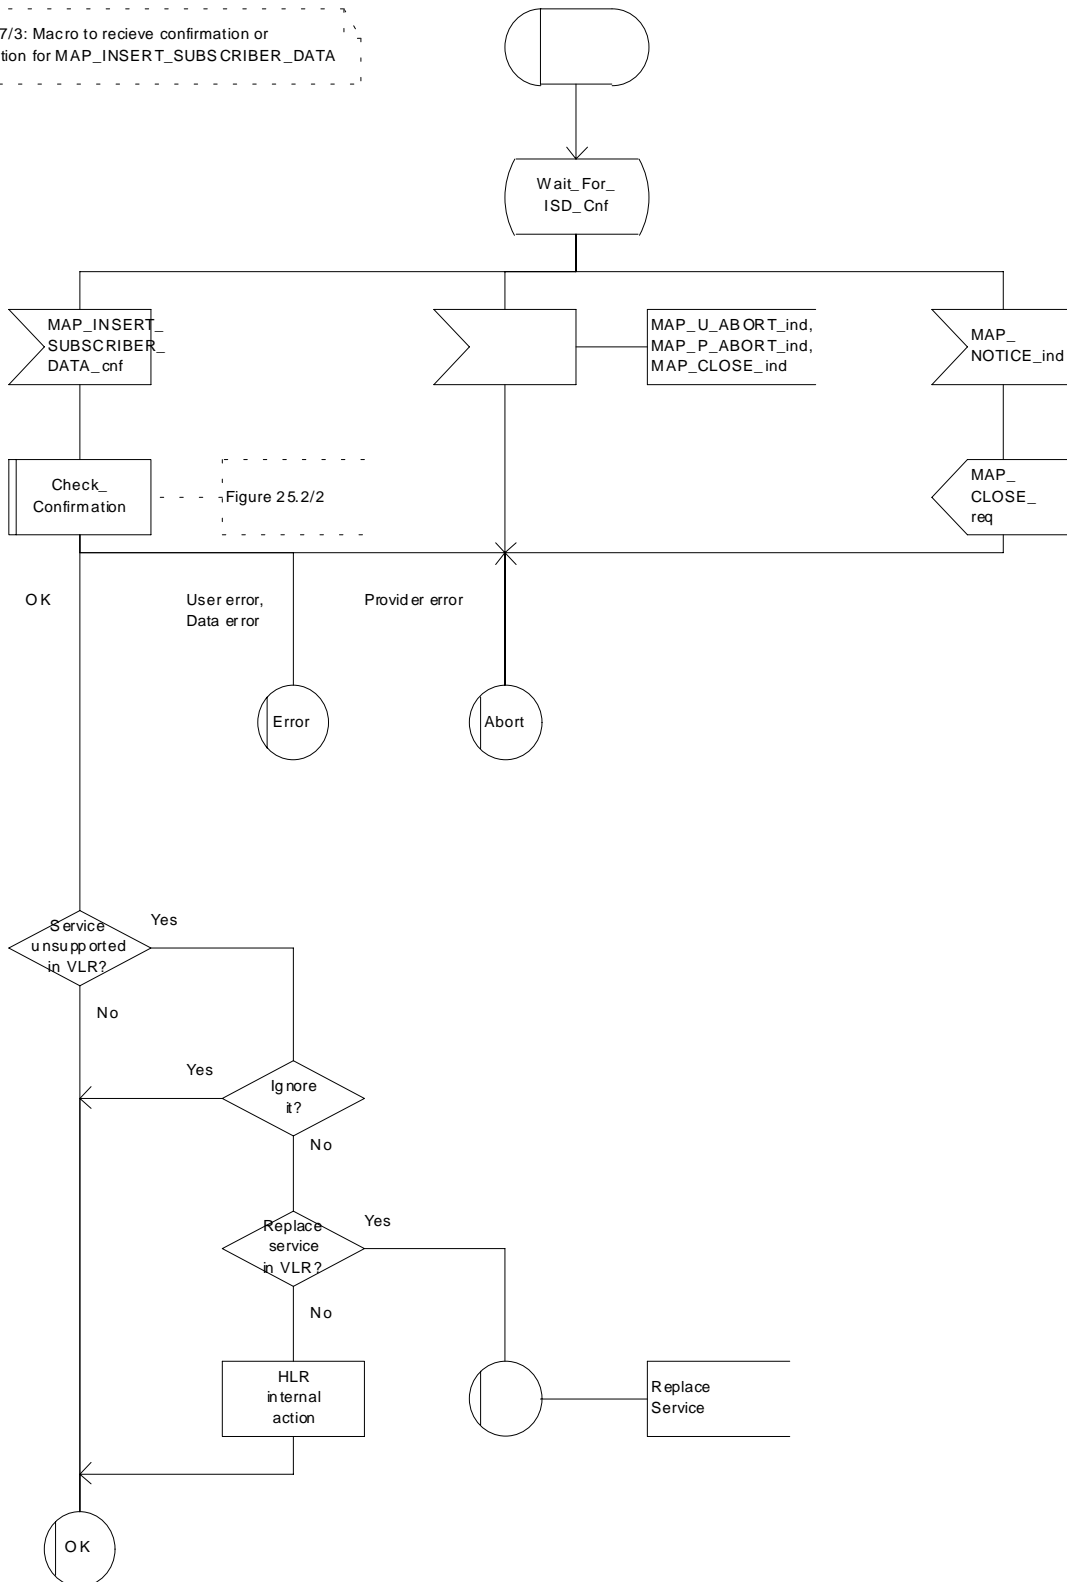 7/3: Macro to recieve confirmation or
tion for MAP_INSERT_SUBSCRIBER_DATA
Wait_For_
ISD_Cnf
MAP_INSERT_
SUBSCRIBER_
DATA_cnf
MAP_U_ABORT_ind,
MAP_P_ABORT_ind,
MAP_CLOSE_ind
MAP_
NOTICE_ind
Check_
Confirmation
Figure 25.2/2
MAP_
CLOSE_
req
OK
User error,
Data error
Provider error
Error
Abort
Service
unsupported
in VLR?
Yes
No
Yes
Ignore
it?
No
Replace
service
in VLR?
Yes
No
HLR
internal
action
Replace
Service
OK